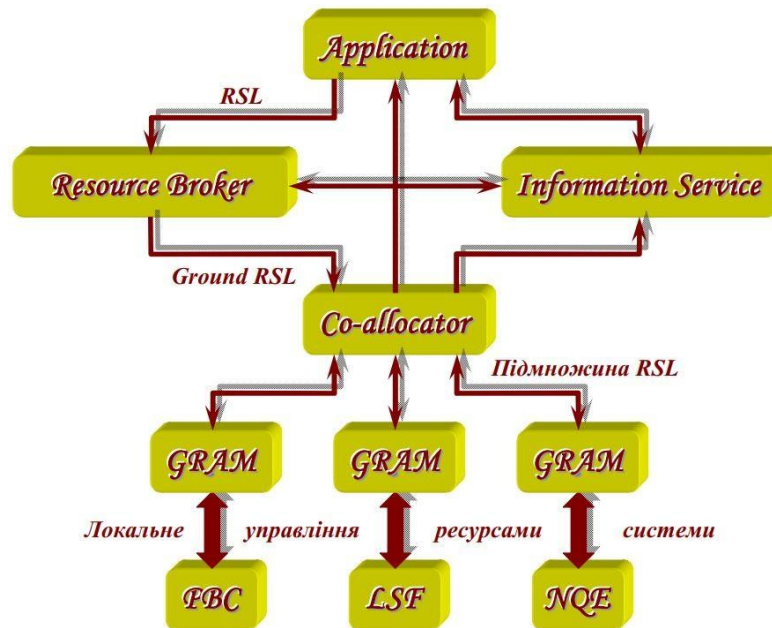 Application
RSL
Resource Broker
Information Service
Ground RSL
Co-allocator
Підмножина RSL
GRAM GRAM GRAM
Локальне управління ресурсами системи
PBC LSF NQE